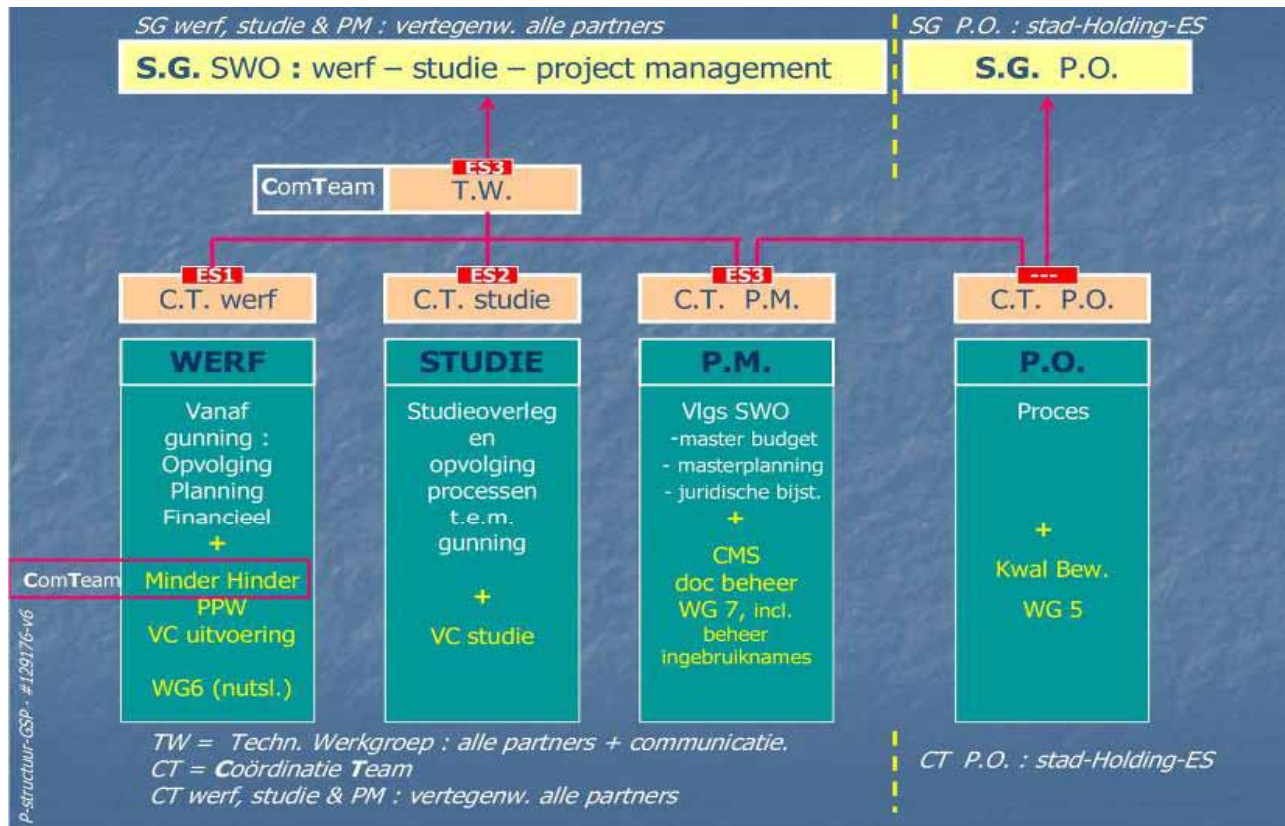 SG werf, studie & PM : vertegenw. alle partners
SG P.O. : stad-Holding-ES
S.G. SWO : werf – studie – project management
S.G. P.O.
ES3
ComTeam
T.W.
ES1
C.T. werf
ES2
C.T. studie
ES3
C.T. P.M.
---
C.T. P.O.
WERF
Vanaf
gunning :
Opvolging
Planning
Financieel
+
ComTeam
Minder Hinder
PPW
VC uitvoering
WG6 (nutsl.)
STUDIE
Studieoverleg
en
opvolging
processen
t.e.m.
gunning
+
VC studie
P.M.
Vlgs SWO
-master budget
- masterplanning
- juridische bijst.
+
CMS
doc beheer
WG 7, incl.
beheer
ingebruiknames
P.O.
Proces
+
Kwal Bew.
WG 5
TW = Techn. Werkgroep : alle partners + communicatie.
CT = Coördinatie Team
CT werf, studie & PM : vertegenw. alle partners
CT P.O. : stad-Holding-ES
P-structuur-GSP - #129176-v6